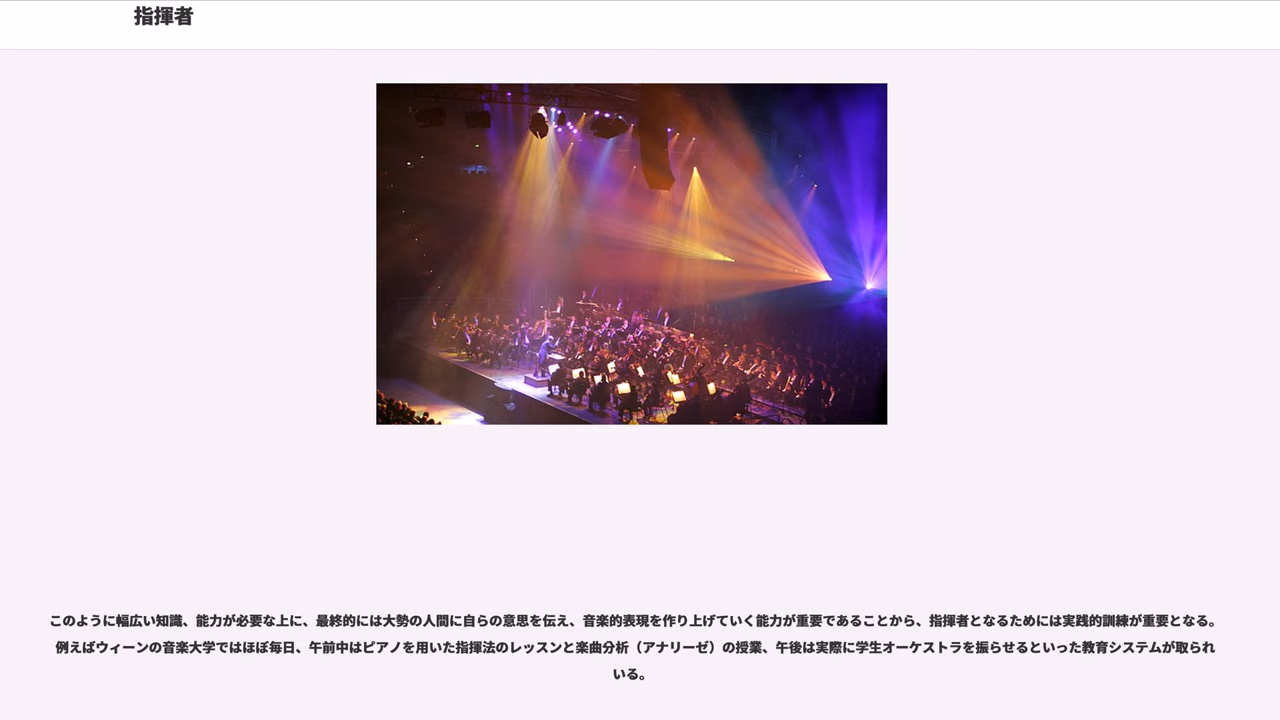 指揮者
このように幅広い知識、能力が必要な上に、最終的には大勢の人間に自らの意思を伝え、音楽的表現を作り上げていく能力が重要であることから、指揮者となるためには実践的訓練が重要となる。
例えばウィーンの音楽大学ではほぼ毎日、午前中はピアノを用いた指揮法のレッスンと楽曲分析（アナリーゼ）の授業、午後は実際に学生オーケストラを振らせるといった教育システムが取られ
いる。